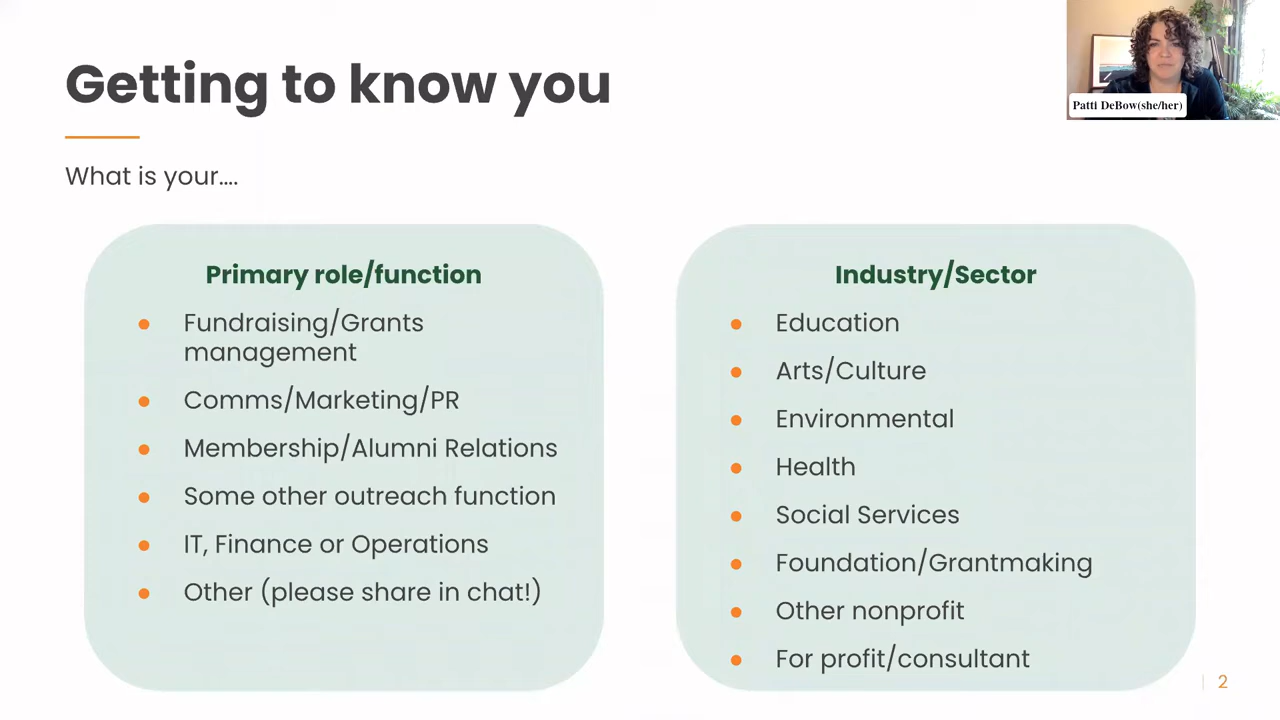 Getting to know you
Patti DeBow(she/her)
What is your....
Primary role/function
Fundraising/Grants
management
Comms/Marketing/PR
Membership/Alumni Relations
Some other outreach function
IT, Finance or Operations
Other (please share in chat!)
Industry/Sector
Education
Arts/Culture
Environmental
Health
Social Services
Foundation/Grantmaking
Other nonprofit
For profit/consultant
2